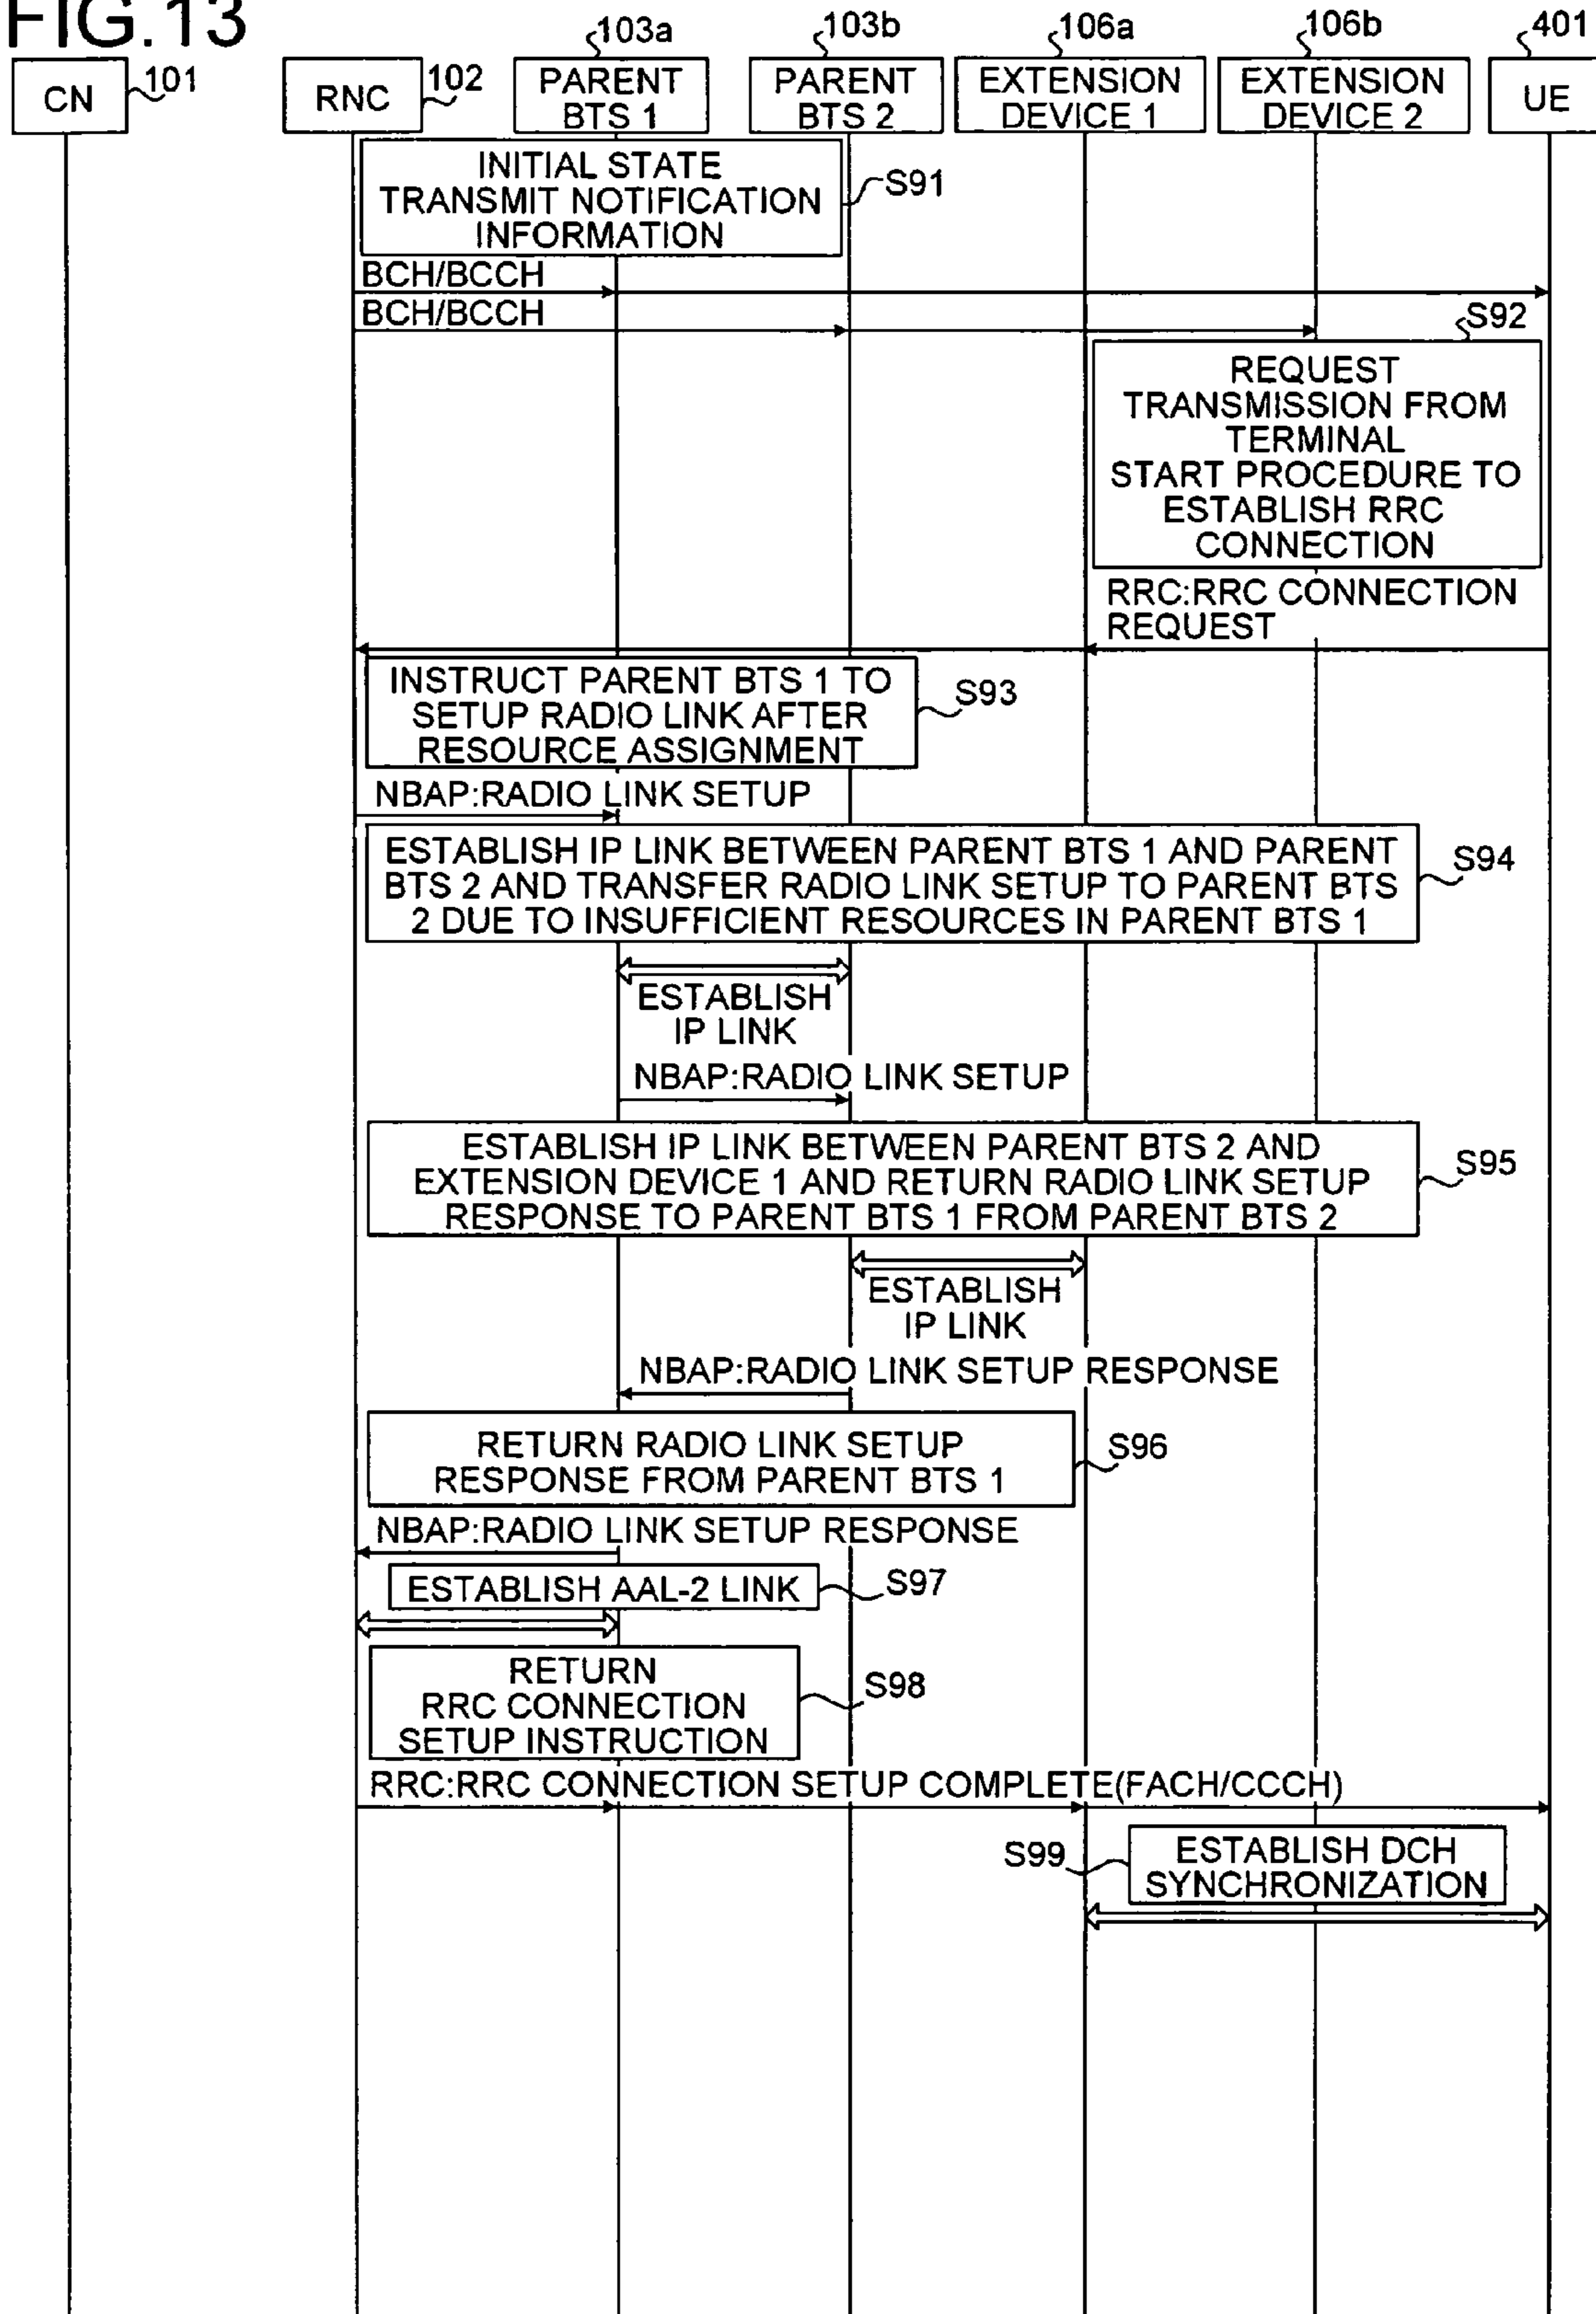 FIG.13
CN
101
RNC
102
103a
PARENT
BTS 1
103b
PARENT
BTS 2
106a
EXTENSION
DEVICE 1
106b
EXTENSION
DEVICE 2
401
UE
INITIAL STATE
TRANSMIT NOTIFICATION
INFORMATION
S91
BCH/BCCH
BCH/BCCH
S92
REQUEST
TRANSMISSION FROM
TERMINAL
START PROCEDURE TO
ESTABLISH RRC
CONNECTION
RRC:RRC CONNECTION
REQUEST
INSTRUCT PARENT BTS 1 TO
SETUP RADIO LINK AFTER
RESOURCE ASSIGNMENT
S93
NBAP:RADIO LINK SETUP
ESTABLISH IP LINK BETWEEN PARENT BTS 1 AND PARENT
BTS 2 AND TRANSFER RADIO LINK SETUP TO PARENT BTS
2 DUE TO INSUFFICIENT RESOURCES IN PARENT BTS 1
S94
ESTABLISH
IP LINK
NBAP:RADIO LINK SETUP
ESTABLISH IP LINK BETWEEN PARENT BTS 2 AND
EXTENSION DEVICE 1 AND RETURN RADIO LINK SETUP
RESPONSE TO PARENT BTS 1 FROM PARENT BTS 2
S95
ESTABLISH
IP LINK
NBAP:RADIO LINK SETUP RESPONSE
RETURN RADIO LINK SETUP
RESPONSE FROM PARENT BTS 1
S96
NBAP:RADIO LINK SETUP RESPONSE
ESTABLISH AAL-2 LINK
S97
RETURN
RRC CONNECTION
SETUP INSTRUCTION
S98
RRC:RRC CONNECTION SETUP COMPLETE(FACH/CCCH)
S99
ESTABLISH DCH
SYNCHRONIZATION